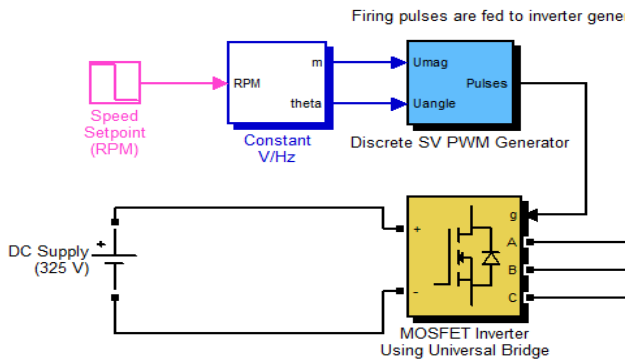 Firing pulses are fed to inverter gener
m
Umag
RPM
Pulses
theta
Uangle
Speed
Setpoint
(RPM)
Constant
V/Hz
Discrete SV PWM Generator
g
+
A
DC Supply
(325 V)
+
B
-
C
MOSFET Inverter
Using Universal Bridge